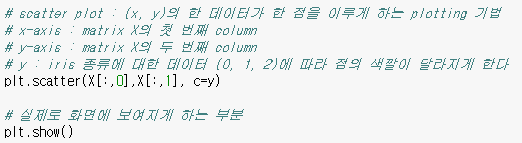 # scatter plot : (x, y)의 한 데이터가 한 점을 이루게 하는 plotting 기법
# x-axis : matrix X의 첫 번째 column
# y-axis : matrix X의 두 번째 column
# y : iris 종류에 대한 데이터 (0, 1, 2)에 따라 점의 색깔이 달라지게 한다
plt.scatter(X[:,0],X[:,1], c=y)
# 실제로 화면에 보여지게 하는 부분
plt.show()